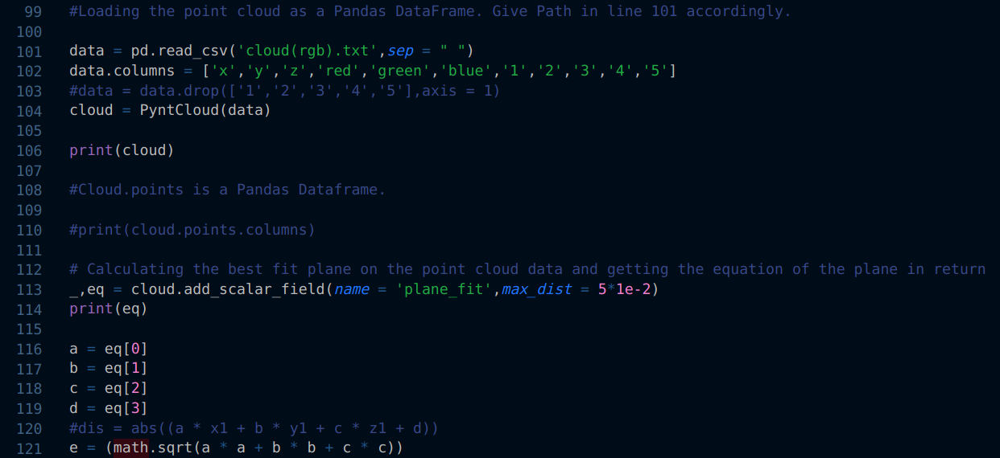 99 #Loading the point cloud as a Pandas DataFrame. Give Path in line 101 accordingly.
100
101 data = pd.read_csv('cloud(rgb).txt',sep = " ")
102 data.columns = ['x','y','z','red','green','blue','1','2','3','4','5']
103 #data = data.drop(['1','2','3','4','5'],axis = 1)
104 cloud = PyntCloud(data)
105
106 print(cloud)
107
108 #Cloud.points is a Pandas Dataframe.
109
110 #print(cloud.points.columns)
111
112 # Calculating the best fit plane on the point cloud data and getting the equation of the plane in return
113 _,eq = cloud.add_scalar_field(name = 'plane_fit',max_dist = 5*1e-2)
114 print(eq)
115
116 a = eq[0]
117 b = eq[1]
118 c = eq[2]
119 d = eq[3]
120 #dis = abs((a * x1 + b * y1 + c * z1 + d))
121 e = (math.sqrt(a * a + b * b + c * c))